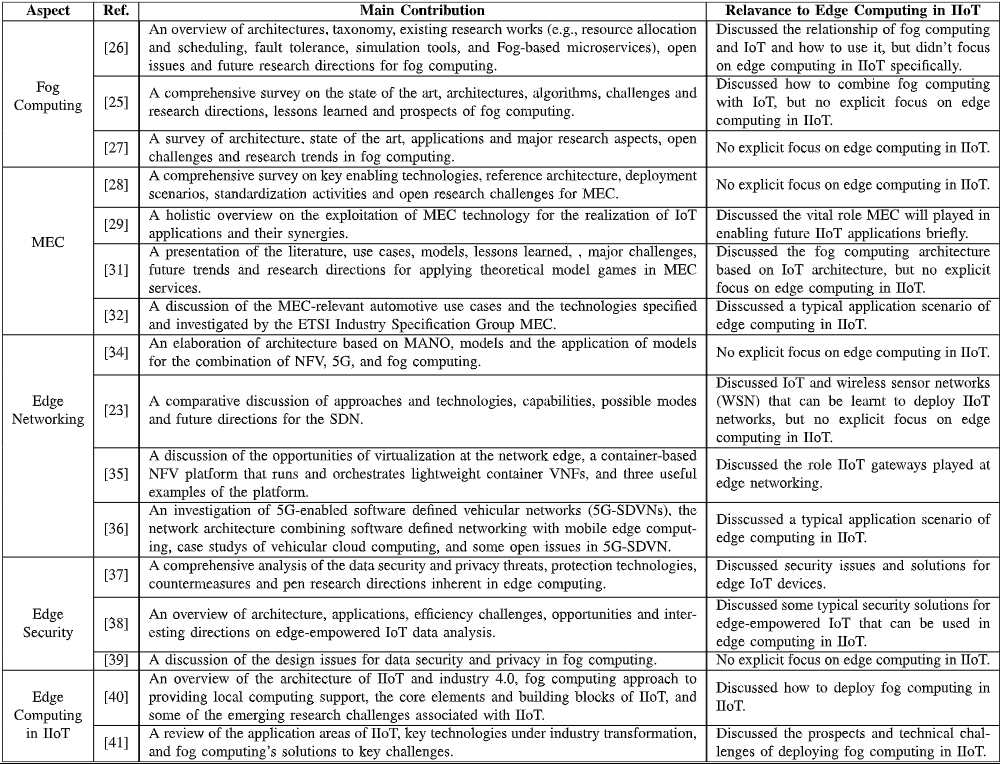 Aspect Ref. Main Contribution Relavance to Edge Computing in IIoT
Fog
Computing
[26]
An overview of architectures, taxonomy, existing research works (e.g., resource allocation
and scheduling, fault tolerance, simulation tools, and Fog-based microservices), open
issues and future research directions for fog computing.
Discussed the relationship of fog computing
and IoT and how to use it, but didn't focus
on edge computing in IIoT specifically.
[25]
A comprehensive survey on the state of the art, architectures, algorithms, challenges and
research directions, lessons learned and prospects of fog computing.
Discussed how to combine fog computing
with IoT, but no explicit focus on edge
computing in IIoT.
[27]
A survey of architecture, state of the art, applications and major research aspects, open
challenges and research trends in fog computing.
No explicit focus on edge computing in IIoT.
MEC
[28]
A comprehensive survey on key enabling technologies, reference architecture, deployment
scenarios, standardization activities and open research challenges for MEC.
No explicit focus on edge computing in IIoT.
[29]
A holistic overview on the exploitation of MEC technology for the realization of IoT
applications and their synergies.
Discussed the vital role MEC will played in
enabling future IIoT applications briefly.
[31]
A presentation of the literature, use cases, models, lessons learned, , major challenges,
future trends and research directions for applying theoretical model games in MEC
services.
Discussed the fog computing architecture
based on IoT architecture, but no explicit
focus on edge computing in IIoT.
[32]
A discussion of the MEC-relevant automotive use cases and the technologies specified
and investigated by the ETSI Industry Specification Group MEC.
Disscussed a typical application scenario of
edge computing in IIoT.
Edge
Networking
[34]
An elaboration of architecture based on MANO, models and the application of models
for the combination of NFV, 5G, and fog computing.
No explicit focus on edge computing in IIoT.
[23]
A comparative discussion of approaches and technologies, capabilities, possible modes
and future directions for the SDN.
Discussed IoT and wireless sensor networks
(WSN) that can be learnt to deploy IIoT
networks, but no explicit focus on edge
computing in IIoT.
[35]
A discussion of the opportunities of virtualization at the network edge, a container-based
NFV platform that runs and orchestrates lightweight container VNFs, and three useful
examples of the platform.
Discussed the role IIoT gateways played at
edge networking.
[36]
An investigation of 5G-enabled software defined vehicular networks (5G-SDVNs), the
network architecture combining software defined networking with mobile edge comput-
ing, case studys of vehicular cloud computing, and some open issues in 5G-SDVN.
Disscussed a typical application scenario of
edge computing in IIoT.
Edge
Security
[37]
A comprehensive analysis of the data security and privacy threats, protection technologies,
countermeasures and pen research directions inherent in edge computing.
Discussed security issues and solutions for
edge IoT devices.
[38]
An overview of architecture, applications, efficiency challenges, opportunities and inter-
esting directions on edge-empowered IoT data analysis.
Discussed some typical security solutions for
edge-empowered IoT that can be used in
edge computing in IIoT.
[39]
A discussion of the design issues for data security and privacy in fog computing.
No explicit focus on edge computing in IIoT.
Edge
Computing
in IIoT
[40]
An overview of the architecture of IIoT and industry 4.0, fog computing approach to
providing local computing support, the core elements and building blocks of IIoT, and
some of the emerging research challenges associated with IIoT.
Discussed how to deploy fog computing in
IIoT.
[41]
A review of the application areas of IIoT, key technologies under industry transformation,
and fog computing's solutions to key challenges.
Discussed the prospects and technical chal-
lenges of deploying fog computing in IIoT.